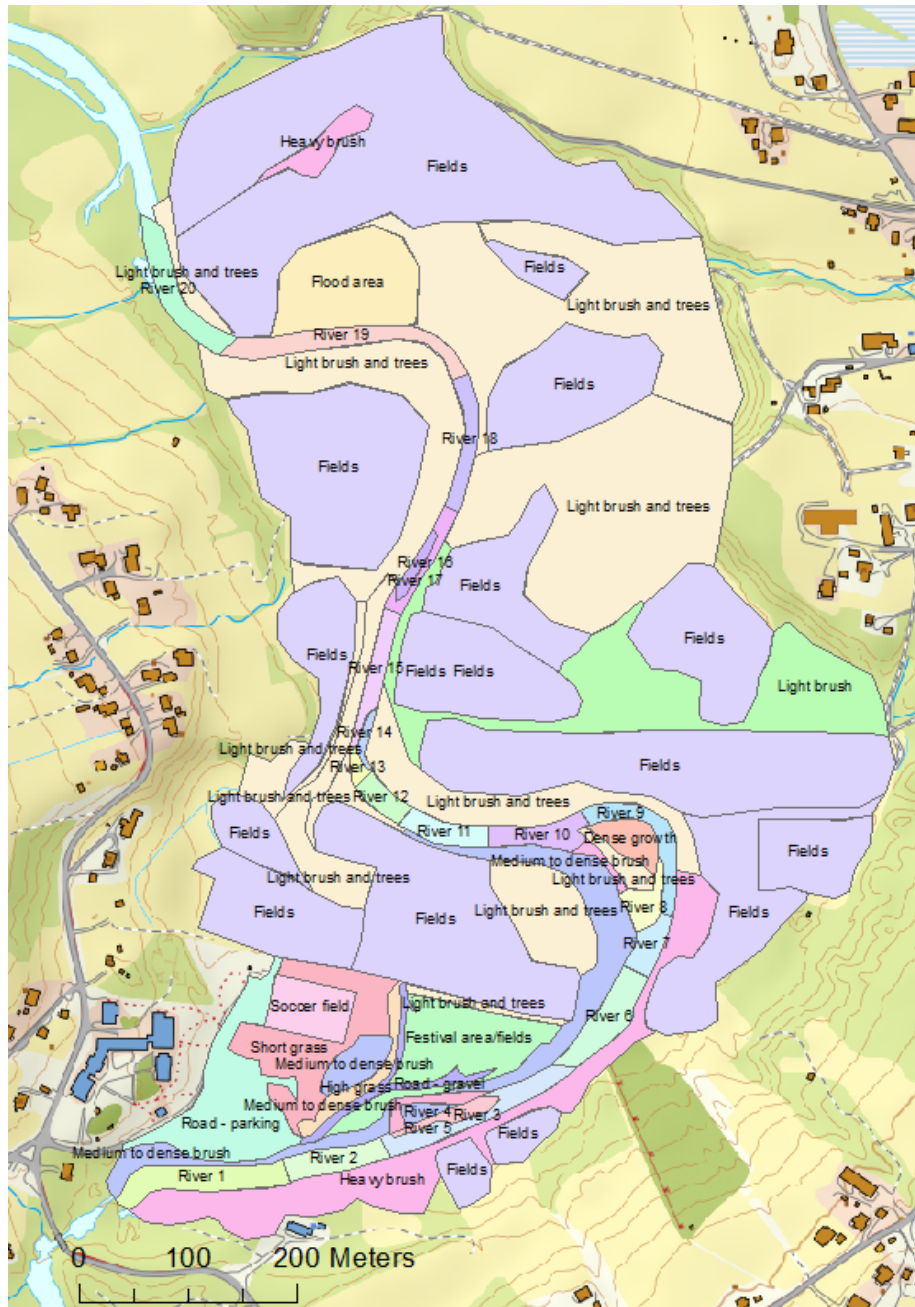 Heavy brush
Fields
Light brush and trees
River 20
Flood area
Fields
Light brush and trees
River 19
Light brush and trees
Fields
River 18
Fields
Light brush and trees
River 16
River 17
Fields
Fields
Fields
River 15
Fields Fields
Light brush
River 14
Light brush and trees
River 13
Fields
Light brush and trees
River 12
Light brush and trees
River 9
Fields
River 11
River 10
Dense growth
Fields
Medium to dense brush
Light brush and trees
Light brush and trees
Fields
Fields
Light brush and trees
River 8
Fields
River 7
Soccer field
Light brush and trees
River 6
Festival area/fields
Short grass
Medium to dense brush
High grass
Road - gravel
Medium to dense brush
River 4
River 3
Road - parking
River 5
Fields
Medium to dense brush
River 1
River 2
Heavy brush
Fields
0 100 200 Meters